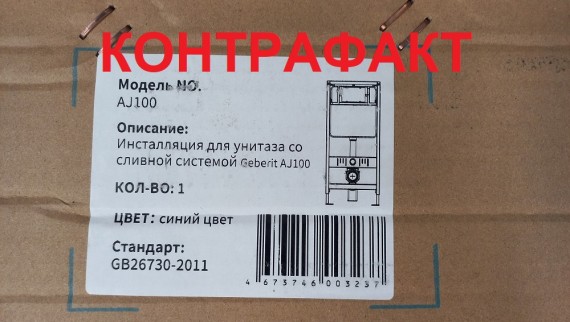 КОНТРАФАКТ
Модель NO.
AJ100
Описание:
Инсталляция для унитаза со
сливной системой Geberit AJ100
КОЛ-ВО: 1
ЦВЕТ: синий цвет
Стандарт:
GB26730-2011
4 673746 003237